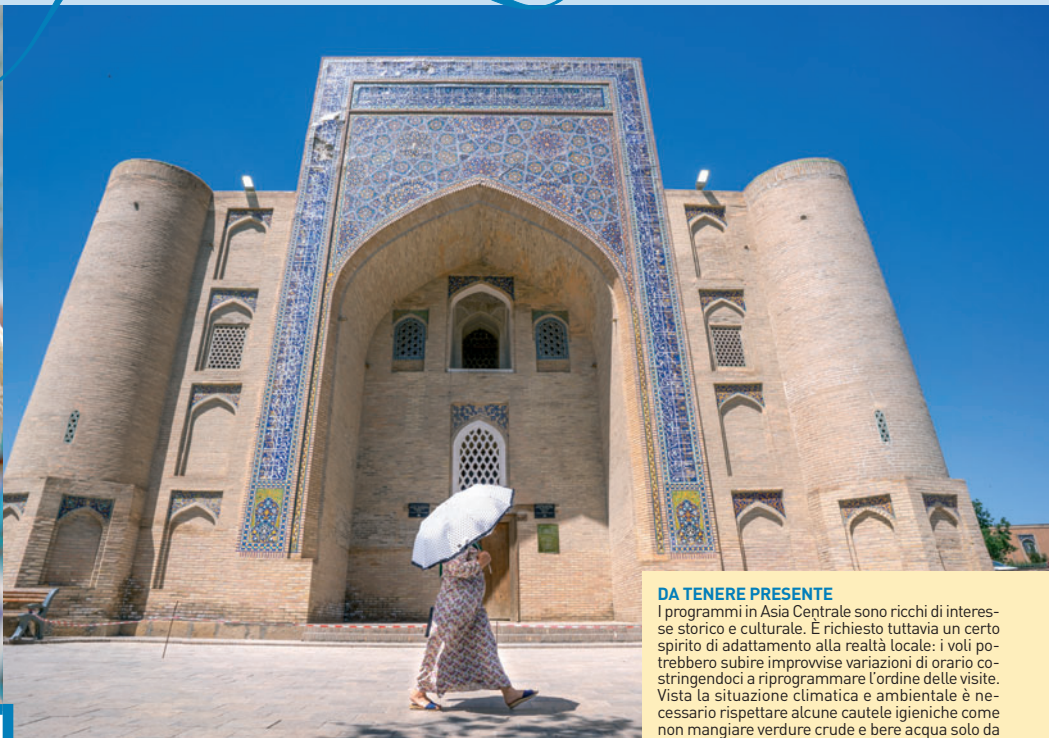 DA TENERE PRESENTE
I programmi in Asia Centrale sono ricchi di interes-
se storico e culturale. È richiesto tuttavia un certo
spirito di adattamento alla realtà locale: i voli po-
trebbero subire improvvise variazioni di orario co-
stringendoci a riprogrammare l'ordine delle visite.
Vista la situazione climatica e ambientale è ne-
cessario rispettare alcune cautele igieniche come
non mangiare verdure crude e bere acqua solo da